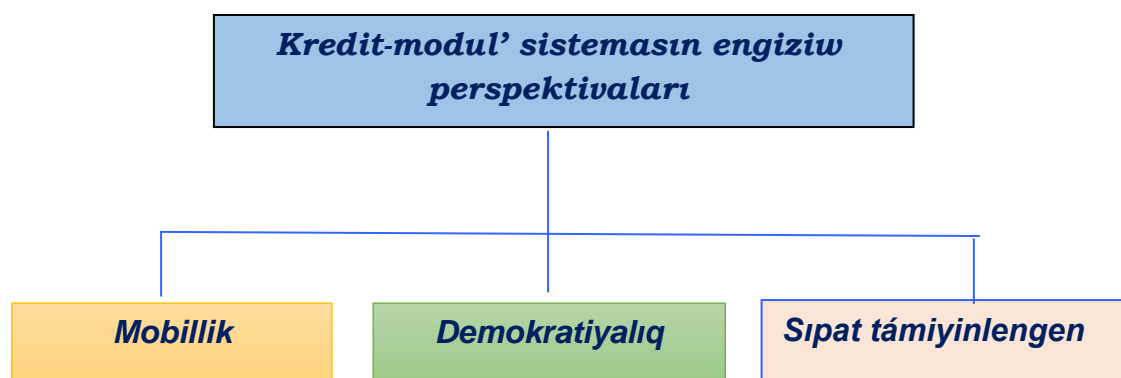 Kredit-modul’ sistemasın engiziw
perspektivaları
Mobillik
Demokratiyalıq
Sıpat támiyinlengen